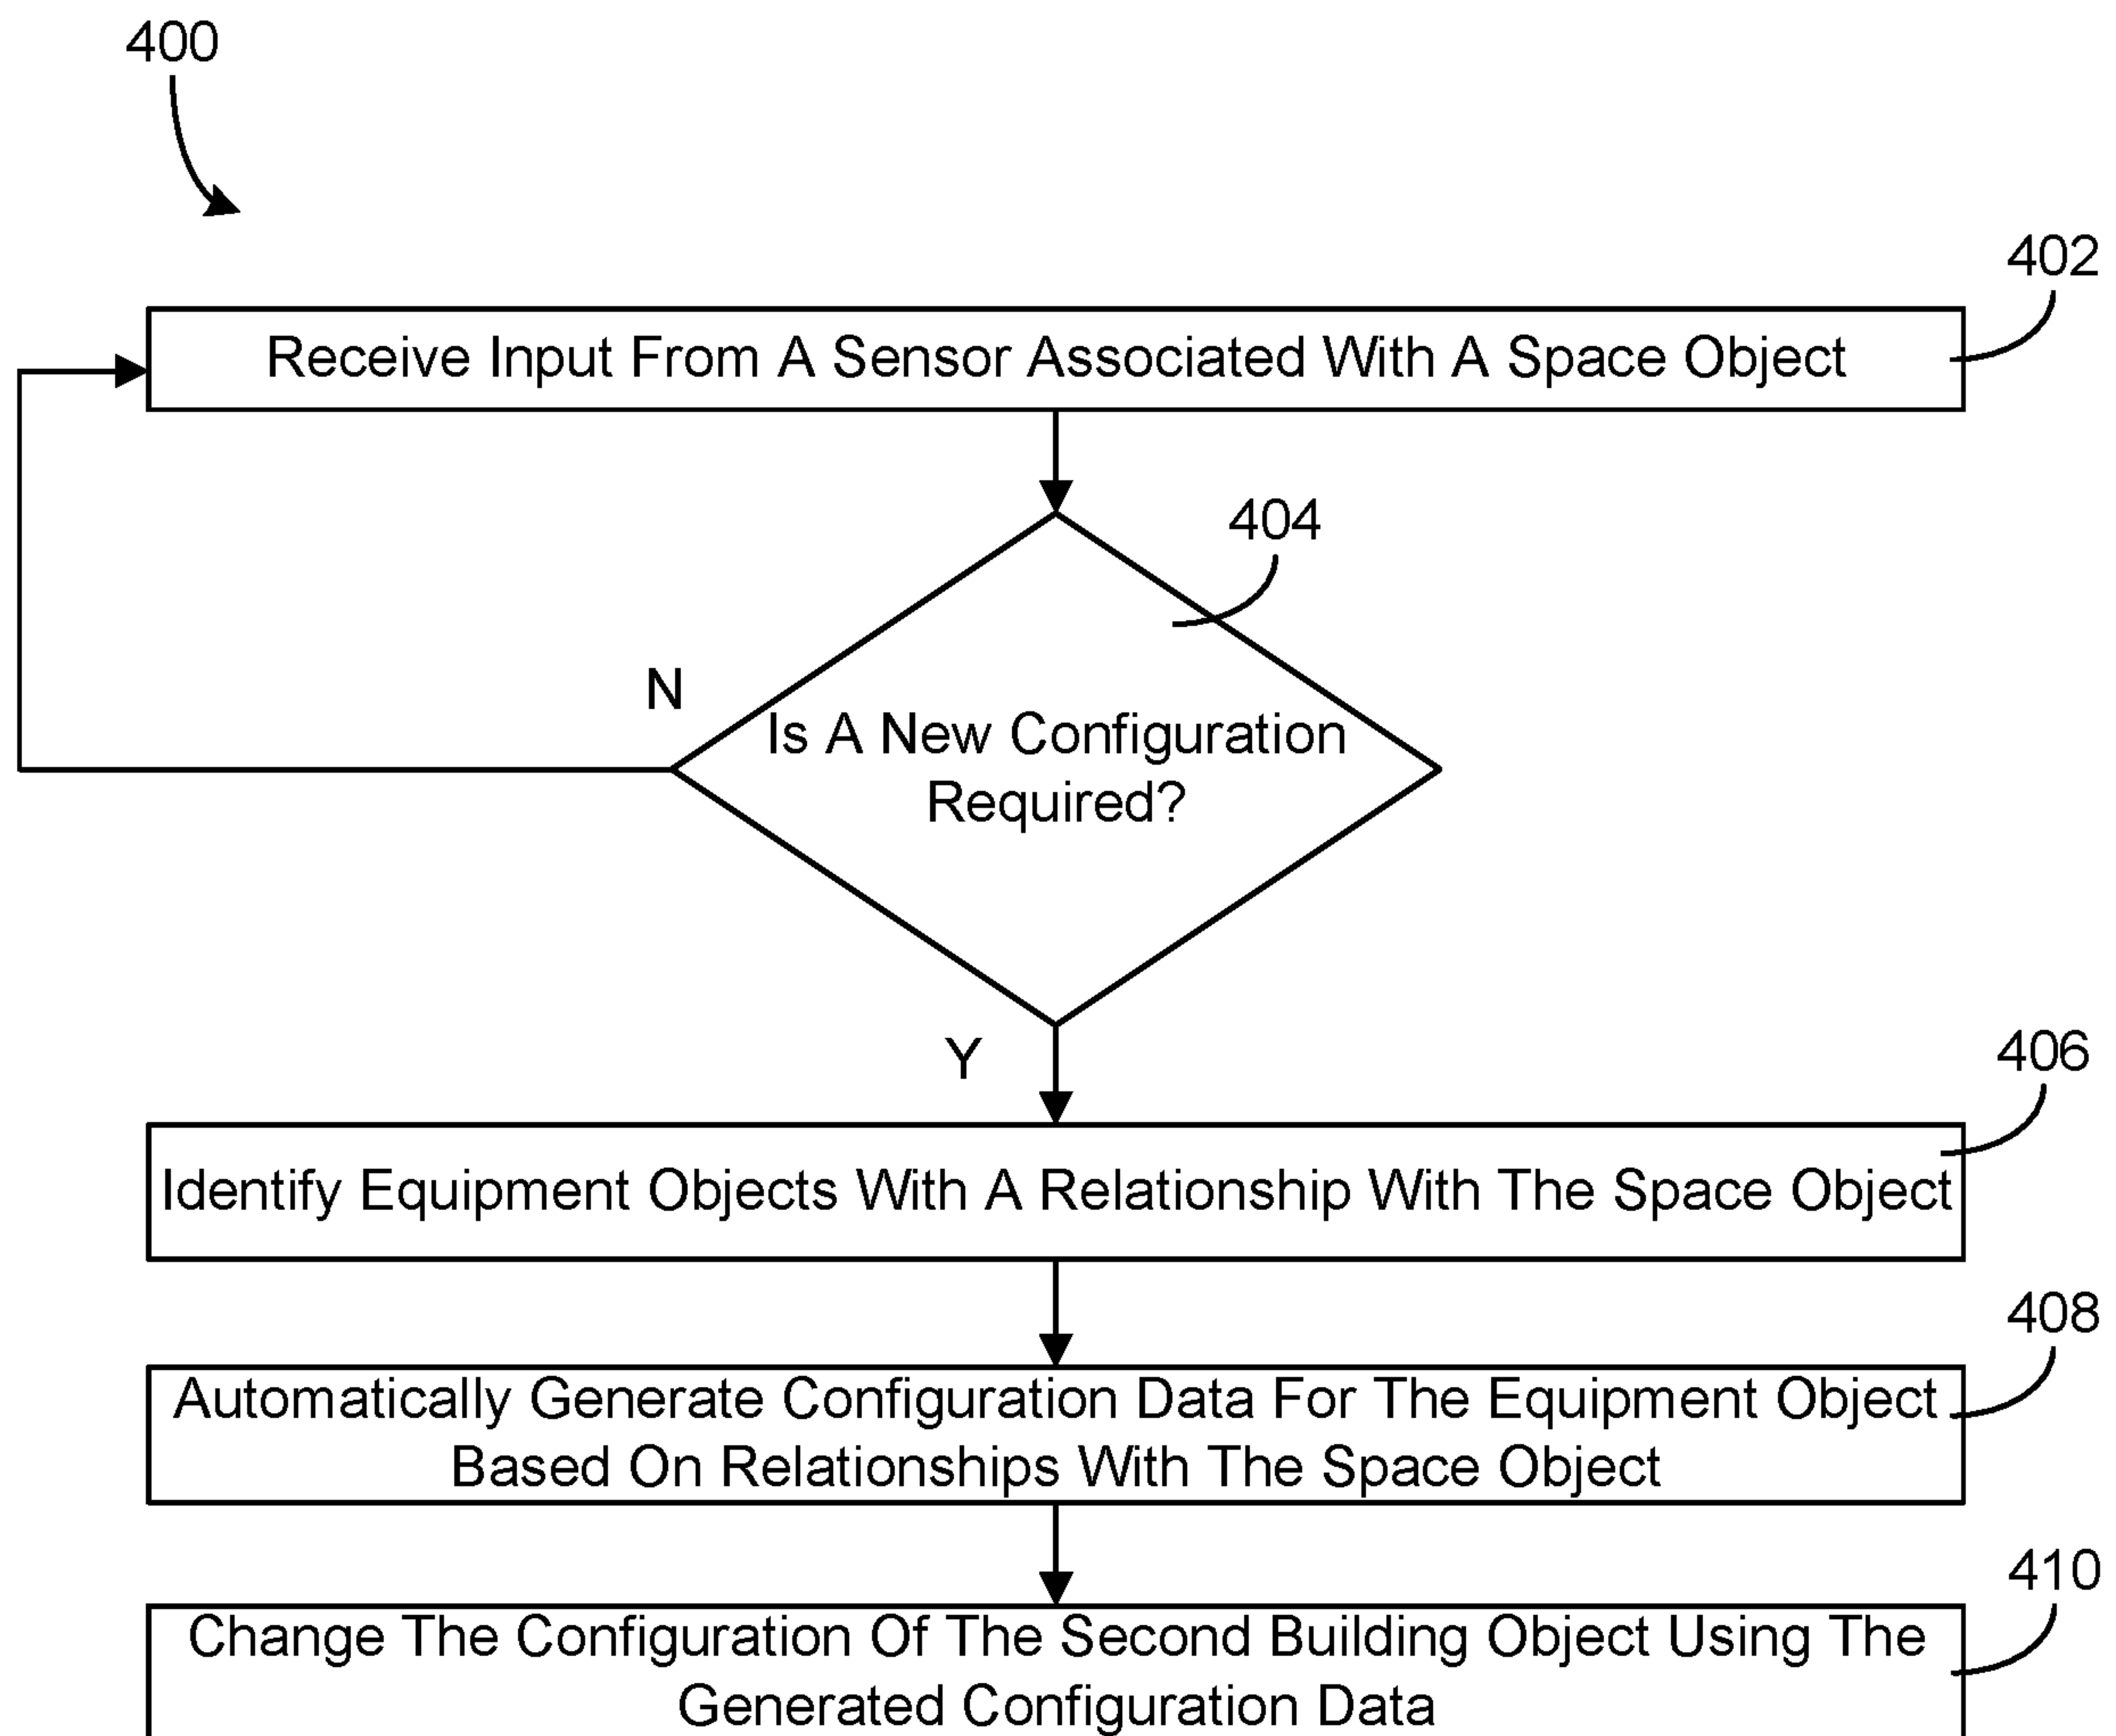 400
402
Receive Input From A Sensor Associated With A Space Object
404
N
Is A New Configuration
Required?
Y
406
Identify Equipment Objects With A Relationship With The Space Object
408
Automatically Generate Configuration Data For The Equipment Object
Based On Relationships With The Space Object
410
Change The Configuration Of The Second Building Object Using The
Generated Configuration Data